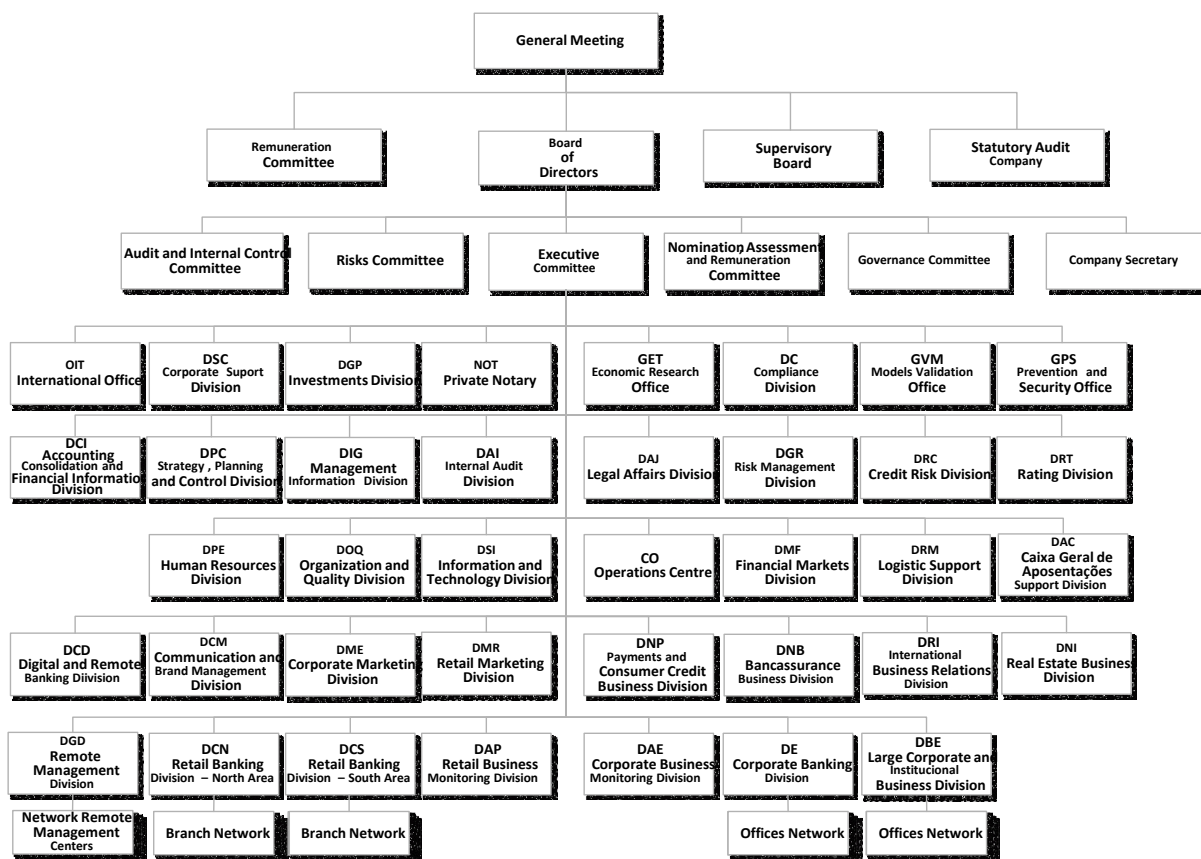 General Meeting
Remuneration
Committee
Board
of
Directors
Supervisory
Board
Statutory Audit
Company
Audit and Internal Control
Committee
Risks Committee
Executive
Committee
Nomination, Assessment
and Remuneration
Committee
Governance Committee
Company Secretary
OIT
International Office
DSC
Corporate Suport
Division
DGP
Investments Division
NOT
Private Notary
GET
Economic Research
Office
DC
Compliance
Division
GVM
Models Validation
Office
GPS
Prevention and
Security Office
DCI
Accounting
Consolidation and
Financial Information
Division
DPC
Strategy , Planning
and Control Division
DIG
Management
Information Division
DAI
Internal Audit
Division
DAJ
Legal Affairs Division
DGR
Risk Management
Division
DRC
Credit Risk Division
DRT
Rating Division
DPE
Human Resources
Division
DOQ
Organization and
Quality Division
DSI
Information and
Technology Division
CO
Operations Centre
DMF
Financial Markets
Division
DRM
Logistic Support
Division
DAC
Caixa Geral de
Aposentações
Support Division
DCD
Digital and Remote
Banking Diivision
DCM
Communication and
Brand Management
Division
DME
Corporate Marketing
Division
DMR
Retail Marketing
Division
DNP
Payments and
Consumer Credit
Business Division
DNB
Bancassurance
Business Division
DRI
International
Business Relations
Division
DNI
Real Estate Business
Division
DGD
Remote
Management
Division
DCN
Retail Banking
Division – North Area
DCS
Retail Banking
Division – South Area
DAP
Retail Business
Monitoring Division
DAE
Corporate Business
Monitoring Division
DE
Corporate Banking
Division
DBE
Large Corporate and
Institucional
Business Division
Network Remote
Management
Centers
Branch Network
Branch Network
Offices Network
Offices Network